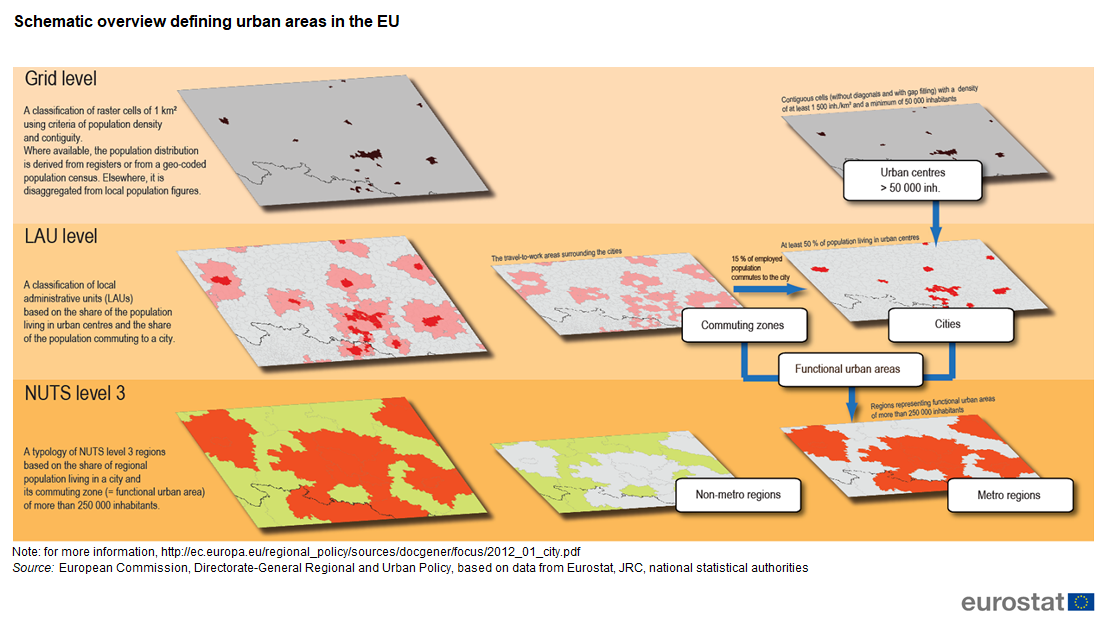 Schematic overview defining urban areas in the EU
Grid level
A classification of raster cells of 1 km²
using criteria of population density
and contiguity.
Where available, the population distribution
is derived from registers or from a geo-coded
population census. Elsewhere, it is
disaggregated from local population figures.
Contiguous cells (without diagonals and with gap filling) with a density
of at least 1 500 inh./km² and a minimum of 50 000 inhabitants
Urban centres
> 50 000 inh.
LAU level
A classification of local
administrative units (LAUs)
based on the share of the population
living in urban centres and the share
of the population commuting to a city.
The travel-to-work areas surrounding the cities
15 % of employed
population
commutes to the city
At least 50 % of population living in urban centres
Commuting zones
Cities
Functional urban areas
NUTS level 3
A typology of NUTS level 3 regions
based on the share of regional
population living in a city and
its commuting zone (= functional urban area)
of more than 250 000 inhabitants.
Regions representing functional urban areas
of more than 250 000 inhabitants
Non-metro regions
Metro regions
Note: for more information, http://ec.europa.eu/regional_policy/sources/docgener/focus/2012_01_city.pdf
Source: European Commission, Directorate-General Regional and Urban Policy, based on data from Eurostat, JRC, national statistical authorities
eurostat